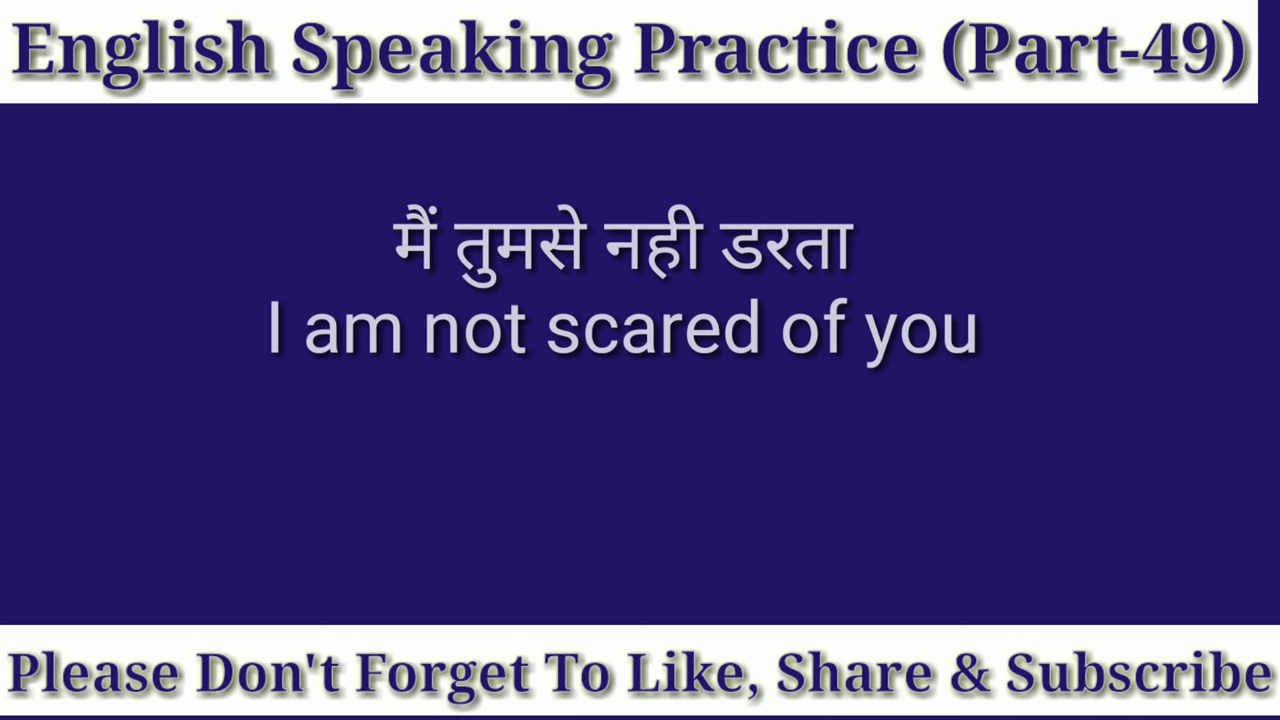 English Speaking Practice (Part-49)
मैं तुमसे नही डरता
I am not scared of you
Please Don't Forget To Like, Share & Subscribe